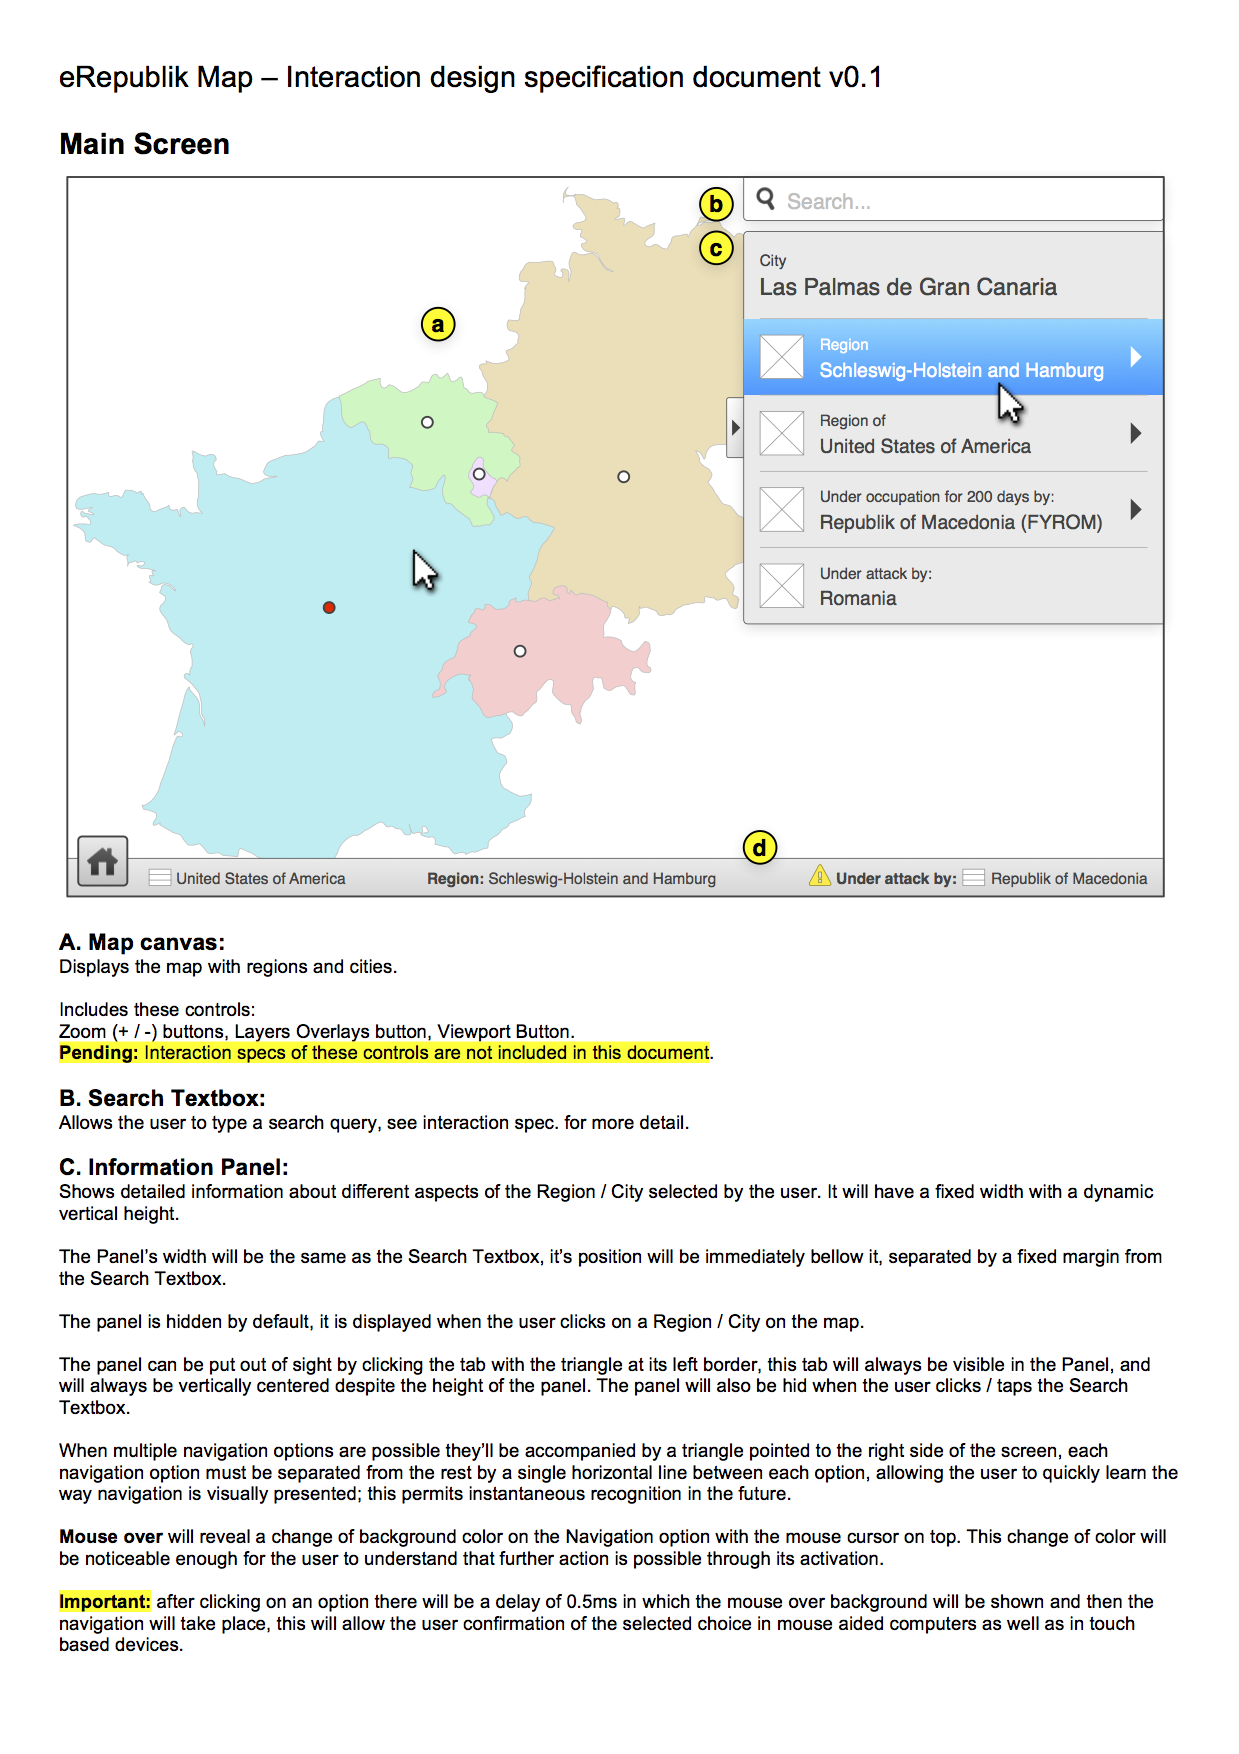 eRepublik Map – Interaction design specification document v0.1
Main Screen
b
Search...
c
City
Las Palmas de Gran Canaria
a
Region
Schleswig-Holstein and Hamburg
Region of
United States of America
Under occupation for 200 days by:
Republik of Macedonia (FYROM)
Under attack by:
Romania
d
United States of America
Region: Schleswig-Holstein and Hamburg
Under attack by: Republik of Macedonia
A. Map canvas:
Displays the map with regions and cities.
Includes these controls:
Zoom (+ / -) buttons, Layers Overlays button, Viewport Button.
Pending: Interaction specs of these controls are not included in this document.
B. Search Textbox:
Allows the user to type a search query, see interaction spec. for more detail.
C. Information Panel:
Shows detailed information about different aspects of the Region / City selected by the user. It will have a fixed width with a dynamic
vertical height.
The Panel's width will be the same as the Search Textbox, it's position will be immediately bellow it, separated by a fixed margin from
the Search Textbox.
The panel is hidden by default, it is displayed when the user clicks on a Region / City on the map.
The panel can be put out of sight by clicking the tab with the triangle at its left border, this tab will always be visible in the Panel, and
will always be vertically centered despite the height of the panel. The panel will also be hid when the user clicks / taps the Search
Textbox.
When multiple navigation options are possible they'll be accompanied by a triangle pointed to the right side of the screen, each
navigation option must be separated from the rest by a single horizontal line between each option, allowing the user to quickly learn the
way navigation is visually presented; this permits instantaneous recognition in the future.
Mouse over will reveal a change of background color on the Navigation option with the mouse cursor on top. This change of color will
be noticeable enough for the user to understand that further action is possible through its activation.
Important: after clicking on an option there will be a delay of 0.5ms in which the mouse over background will be shown and then the
navigation will take place, this will allow the user confirmation of the selected choice in mouse aided computers as well as in touch
based devices.